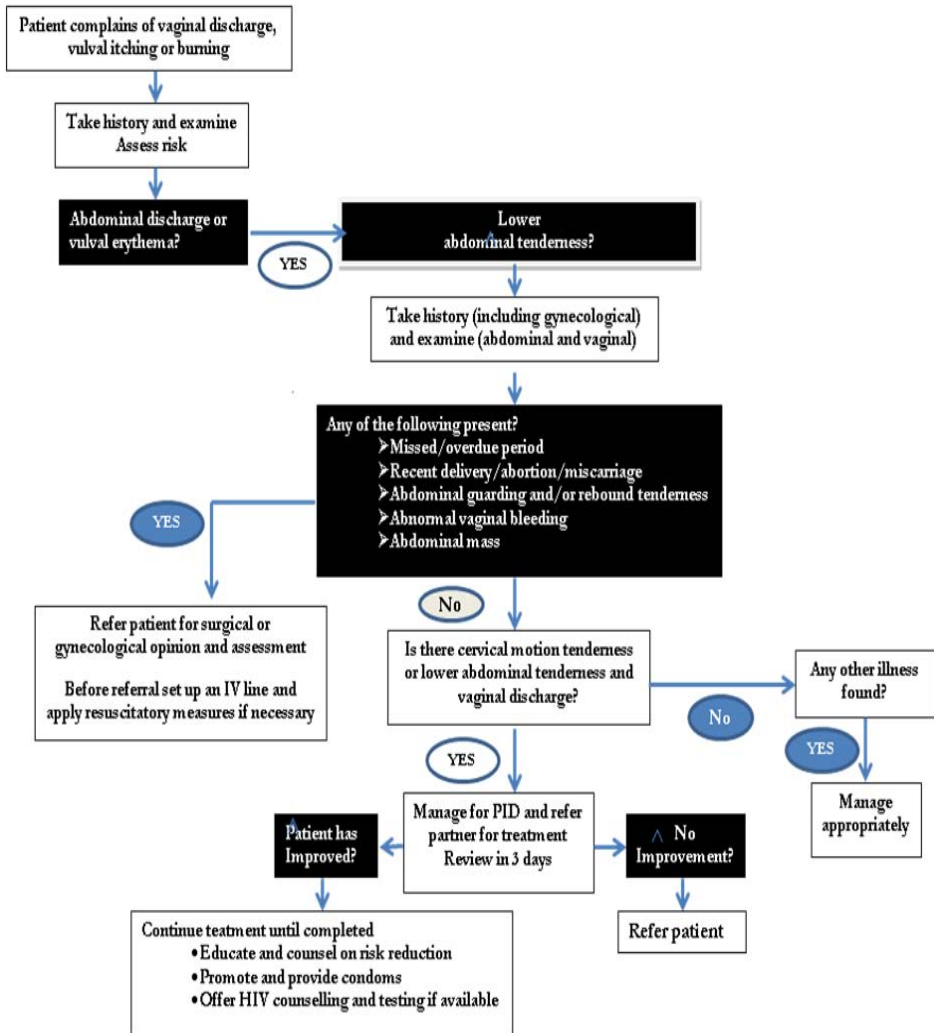 Patient complains of vaginal discharge,
vulval itching or burning
Take history and examine
Assess risk
Abdominal discharge or
vulval erythema?
YES
Lower
abdominal tenderness?
Take history (including gynecological)
and examine (abdominal and vaginal)
Any of the following present?
➢Missed/overdue period
➢Recent delivery/abortion/miscarriage
➢Abdominal guarding and/or rebound tenderness
➢Abnormal vaginal bleeding
➢Abdominal mass
YES
No
Refer patient for surgical or
gynecological opinion and assessment
Before referral set up an IV line and
apply resuscitatory measures if necessary
Is there cervical motion tenderness
or lower abdominal tenderness and
vaginal discharge?
No
Any other illness
found?
YES
YES
Manage
appropriately
Manage for PID and refer
partner for treatment
Review in 3 days
Patient has
Improved?
No
Improvement?
Continue teatment until completed
•Educate and counsel on risk reduction
•Promote and provide condoms
•Offer HIV counselling and testing if available
Refer patient